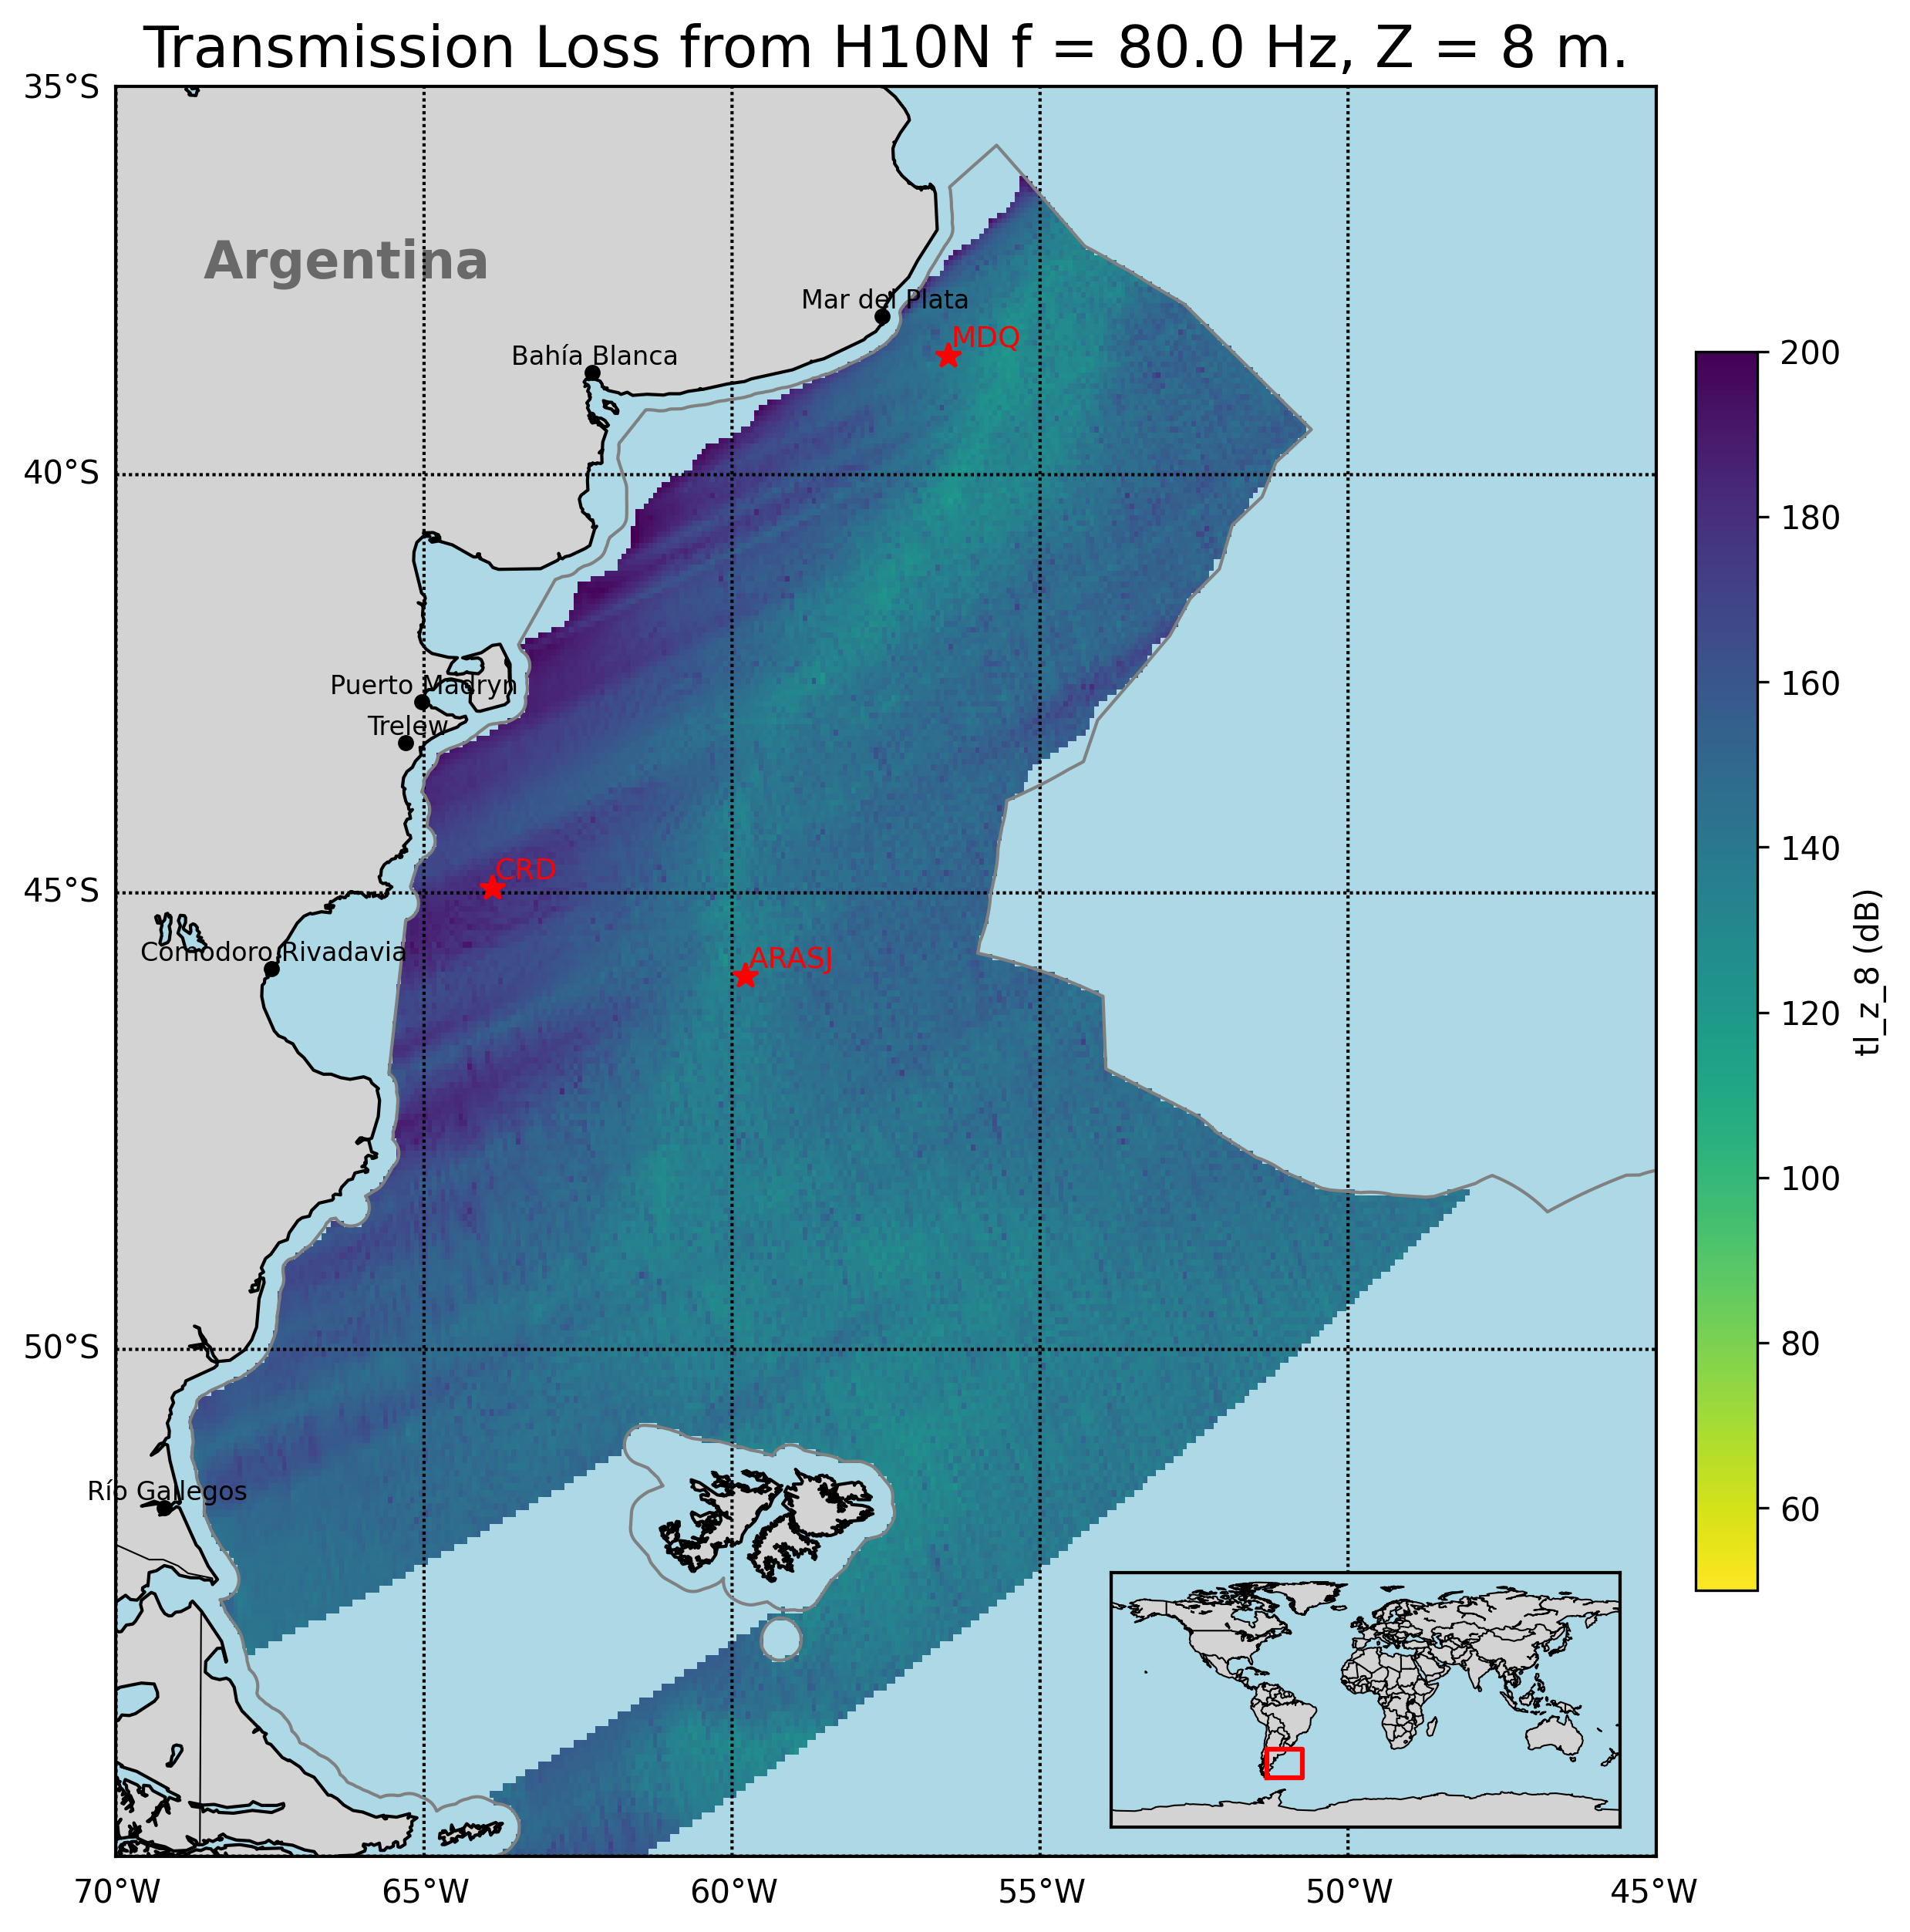 Transmission Loss from H10N f = 80.0 Hz, Z = 8 m.
35°S
Argentina
Mar del Plata
MDQ
Bahía Blanca
200
40°S
180
160
Puerto Madryn
Trelew
140
CRD
45°S
Comodoro Rivadavia
ARASJ
tl_z_8 (dB)
120
100
50°S
80
Río Gallegos
60
70°W
65°W
60°W
55°W
50°W
45°W